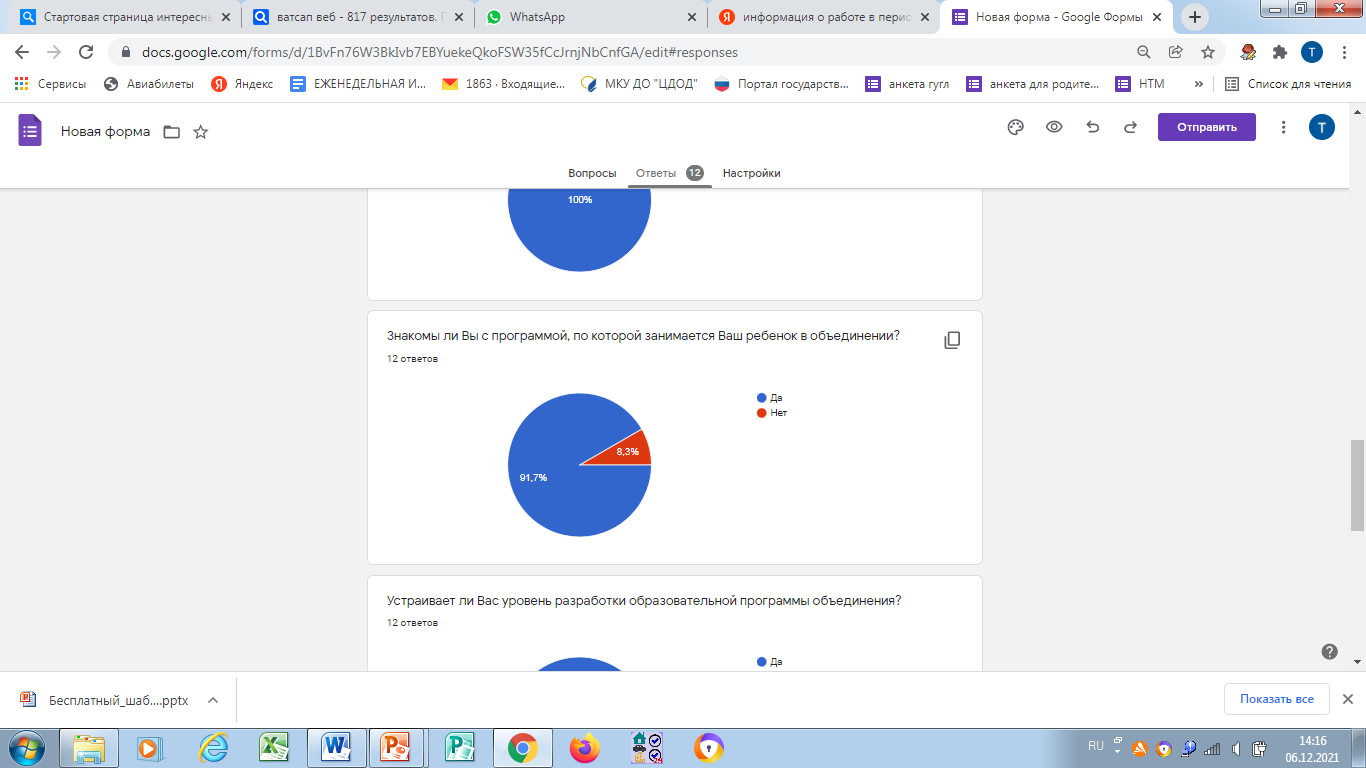 Стартовая страница интересны
ватсап веб - 817 результатов. П
WhatsApp
информация о работе в перио
Новая форма - Google Формы
docs.google.com/forms/d/1BvFn76W3BkIvb7EBYuekeQkoFSW35fCcJrnjNbCnfGA/edit#responses
Сервисы
Авиабилеты
Яндекс
ЕЖЕНЕДЕЛЬНАЯ И...
1863 · Входящие...
МКУ ДО "ЦДОД"
Портал государств...
анкета гугл
анкета для родите...
НТМ
»
Список для чтения
Новая форма
Отправить
T
Вопросы
Ответы 12
Настройки
100%
Знакомы ли Вы с программой, по которой занимается Ваш ребенок в объединении?
12 ответов
Да
Нет
8,3%
91,7%
Устраивает ли Вас уровень разработки образовательной программы объединения?
12 ответов
Да
Бесплатный_шаб....pptx
Показать все
RU
14:16
06.12.2021